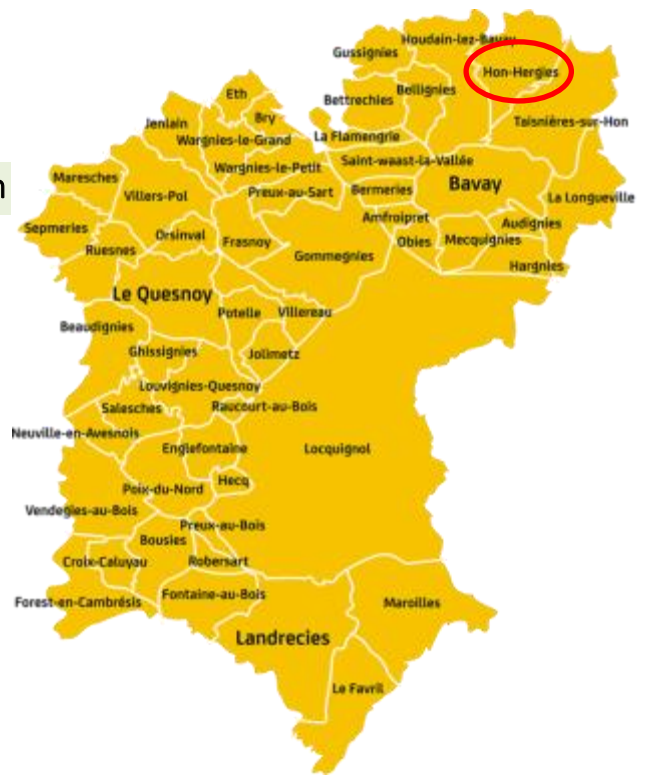 Houdain-lez-Bavay
Gussignies
Hon-Hergies
Bellignies
Eth
Bettrechies
Bry
Jenlain
Taisnières-sur-Hon
La Flamengrie
Wargnies-le-Grand
Saint-waast-la-Vallée
Wargnies-le-Petit
Maresches
Bavay
n
Preux-au-Sart
Bermeries
Villers-Pol
La Longueville
Amfroipret
Audignies
Sepmeries
Orsinval
Frasnoy
Obies
Mecquignies
Ruesnes
Gommegnies
Hargnies
Le Quesnoy
Potelle
Villereau
Beaudignies
Ghissignies
Jolimetz
Louvignies-Quesnoy
Salesches
Raucourt-au-Bois
Neuville-en-Avesnois
Englefontaine
Locquignol
Hecq
Poix-du-Nord
Vendegies-au-Bois
Preux-au-Bois
Bousies
Croix-Caluyau
Robersart
Fontaine-au-Bois
Forest-en-Cambrésis
Maroilles
Landrecies
Le Favril